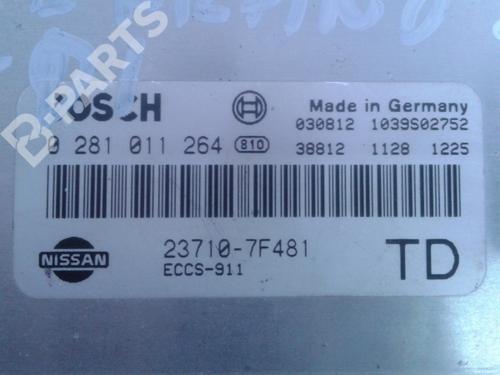 B-PARTS
BOSCH
Made in Germany
030812 1039S02752
0 281 011 264 810
38812 1128 1225
23710-7F481
ECCS-911
TD
NISSAN